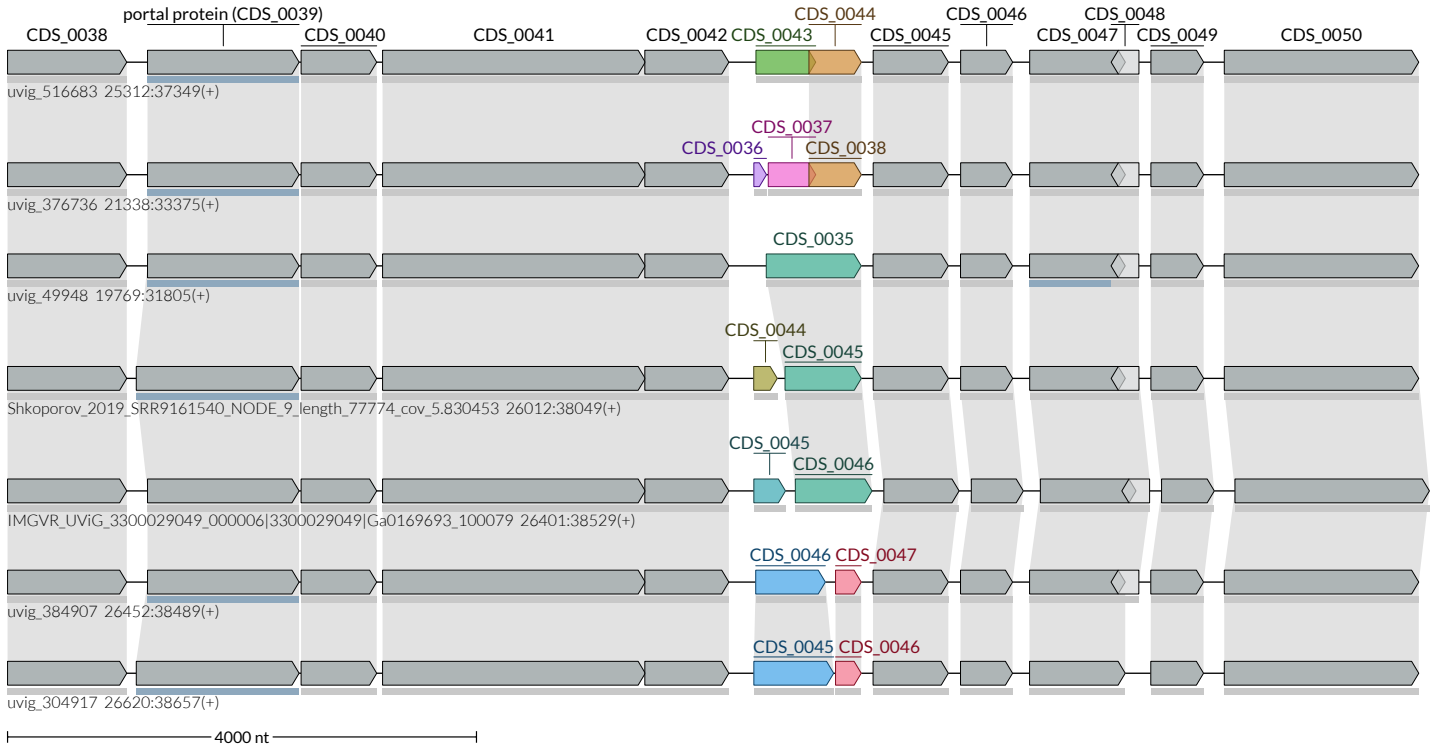 portal protein (CDS_0039) CDS_0044 CDS_0046 CDS_0048
CDS_0038 CDS_0040 CDS_0041 CDS_0042 CDS_0043 CDS_0045 CDS_0047 CDS_0049 CDS_0050
uvig_516683 25312:37349(+)
CDS_0037
CDS_0036 CDS_0038
uvig_376736 21338:33375(+)
CDS_0035
uvig_49948 19769:31805(+)
CDS_0044
CDS_0045
Shkoporov_2019_SRR9161540_NODE_9_length_77774_cov_5.830453 26012:38049(+)
CDS_0045
CDS_0046
IMGVR_UViG_3300029049_000006|3300029049|Ga0169693_100079 26401:38529(+)
CDS_0046 CDS_0047
uvig_384907 26452:38489(+)
CDS_0045 CDS_0046
uvig_304917 26620:38657(+)
4000 nt